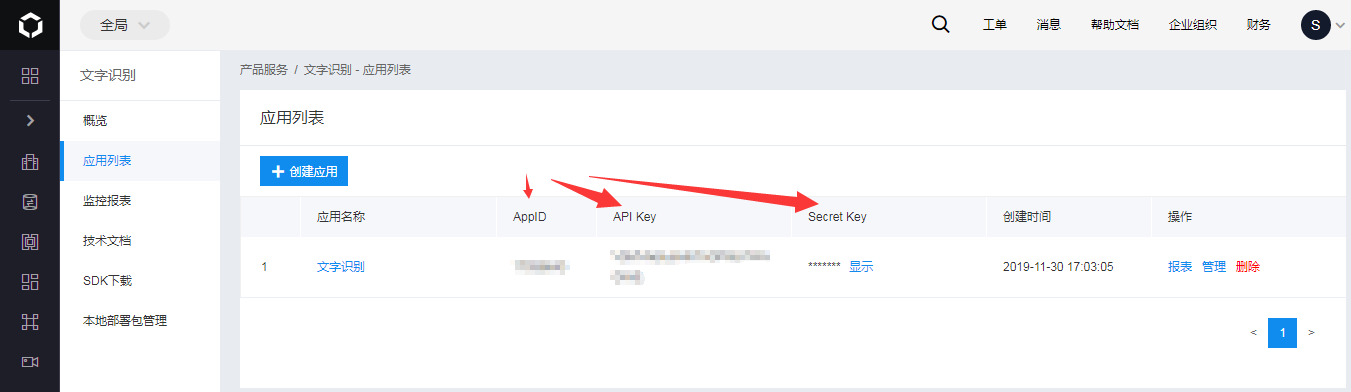 全局
工单
消息
帮助文档
企业组织
财务
S
文字识别
概览
应用列表
监控报表
技术文档
SDK下载
本地部署包管理
产品服务 / 文字识别 - 应用列表
应用列表
创建应用
应用名称 AppID API Key Secret Key 创建时间 操作
1 文字识别 ******* 显示 2019-11-30 17:03:05 报表 管理 删除
< 1 >